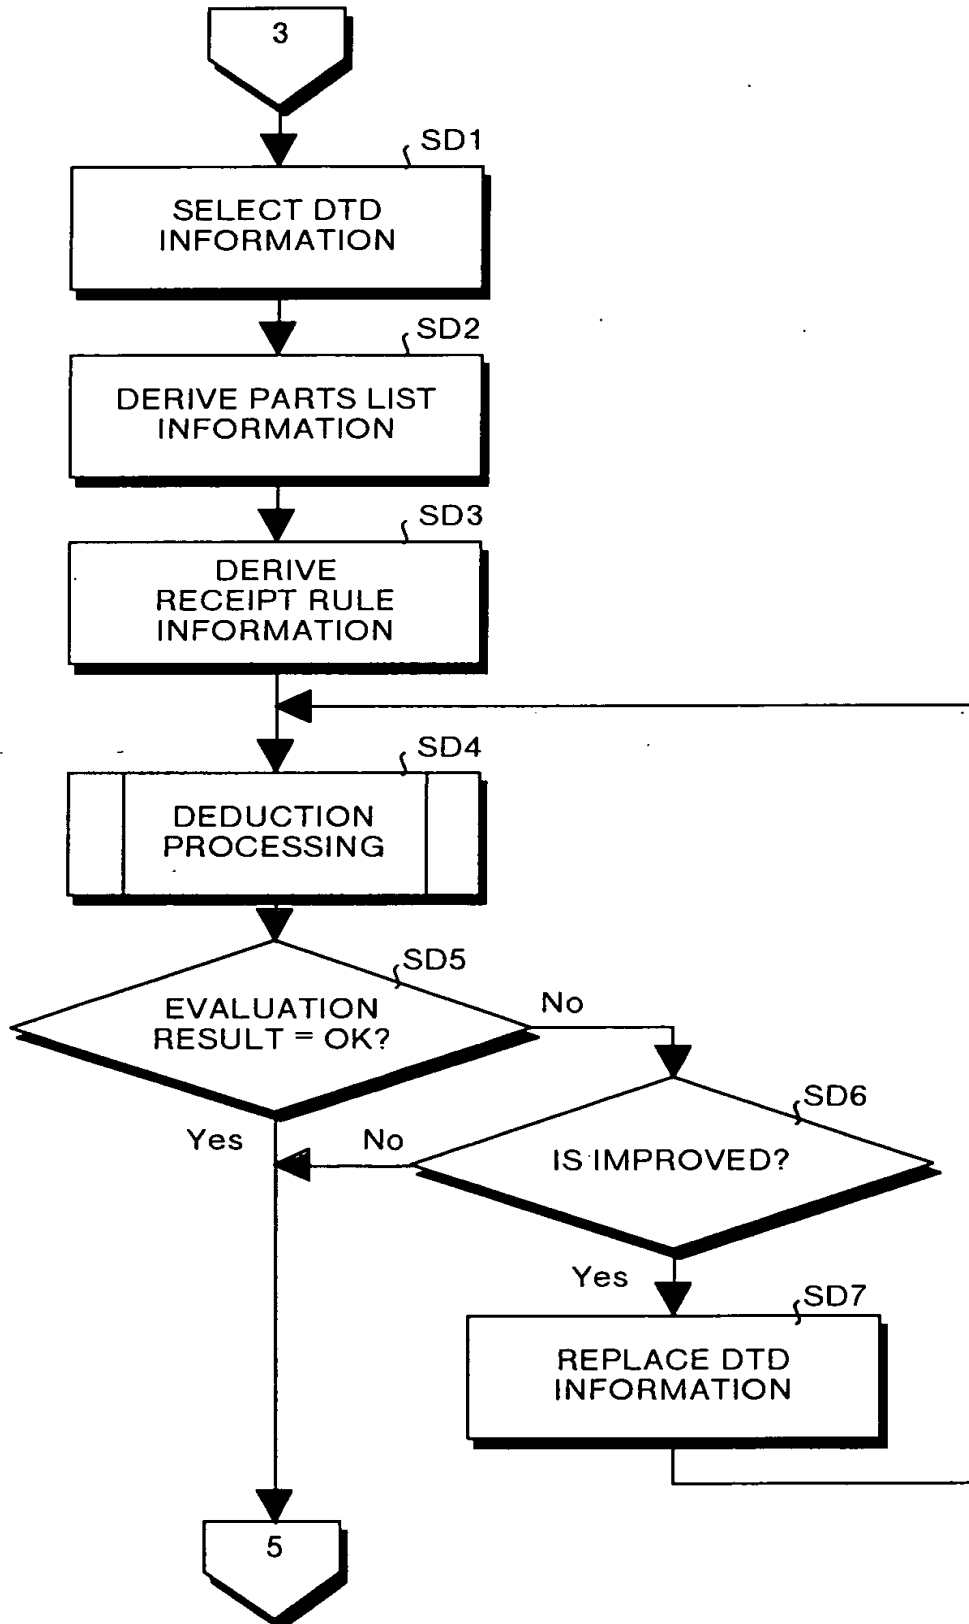 3
SD1
SELECT DTD
INFORMATION
SD2
DERIVE PARTS LIST
INFORMATION
SD3
DERIVE
RECEIPT RULE
INFORMATION
SD4
DEDUCTION
PROCESSING
SD5
EVALUATION
RESULT = OK?
No
SD6
Yes
No
IS IMPROVED?
Yes
SD7
REPLACE DTD
INFORMATION
5